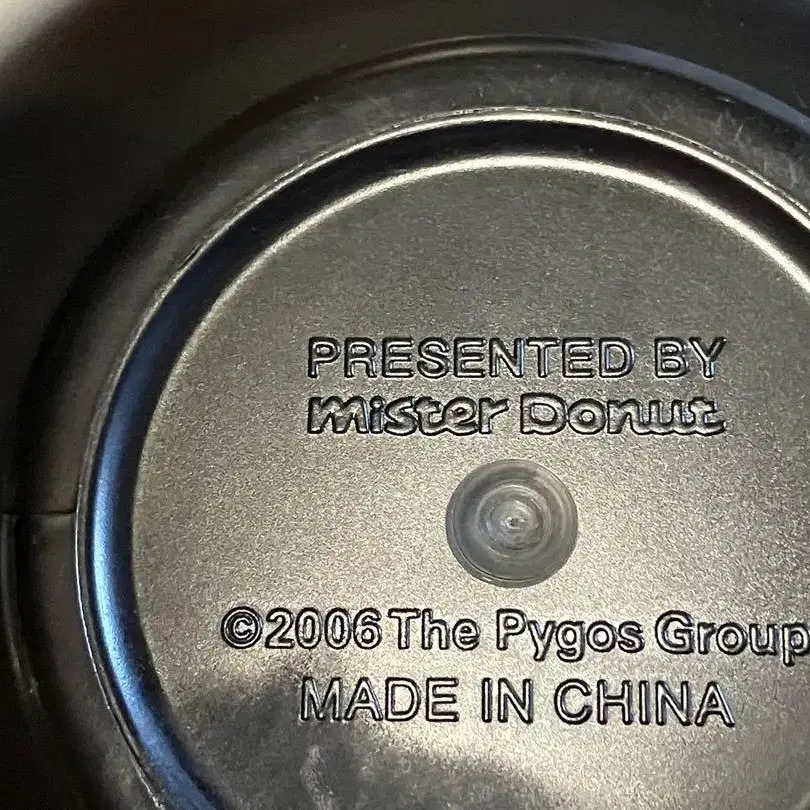 PRESENTED BY
Mister Donut
©2006 The Pygos Group
MADE IN CHINA